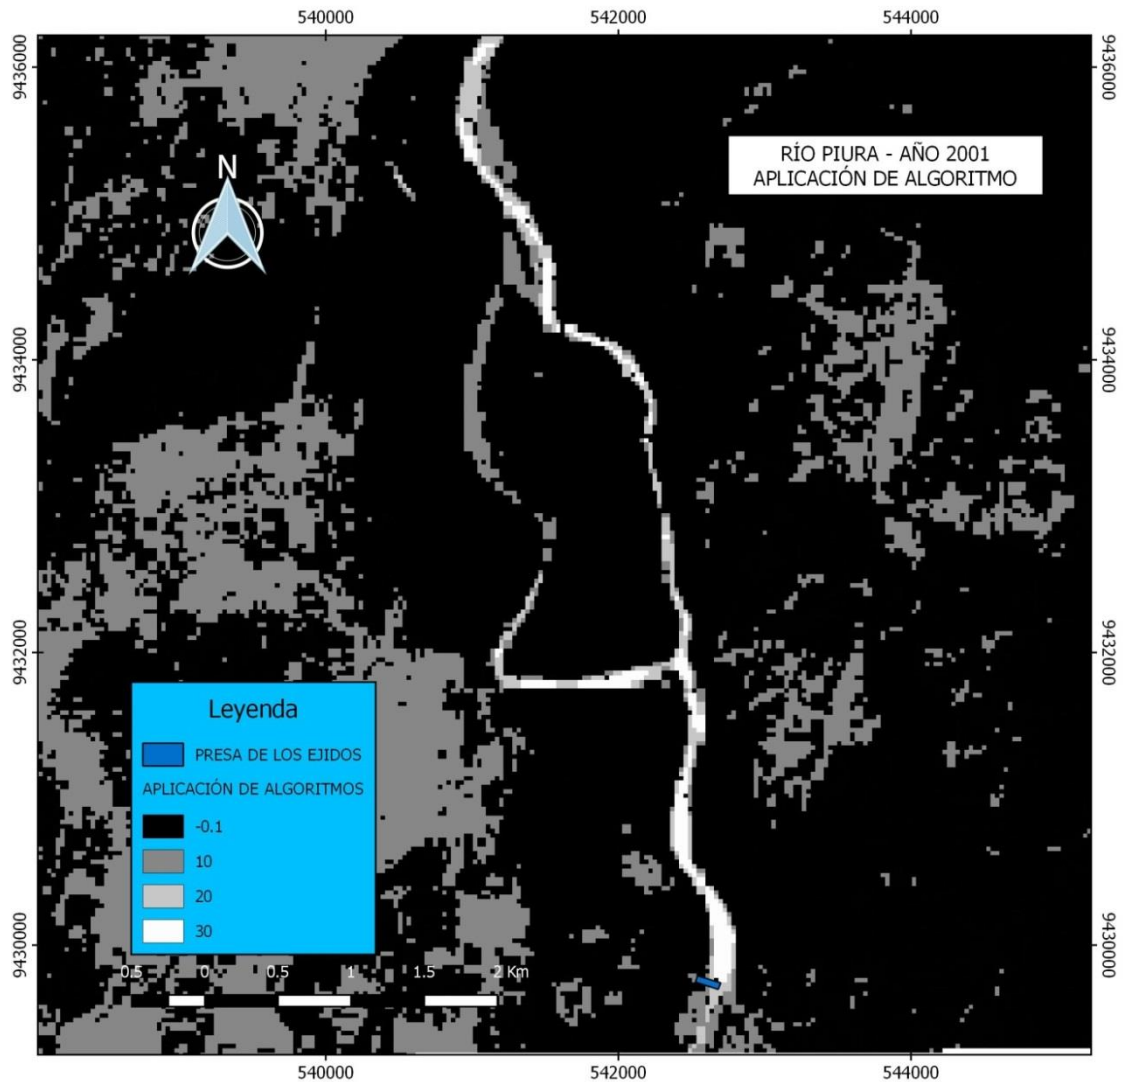 540000 542000 544000
9436000 9436000
RÍO PIURA - AÑO 2001
APLICACIÓN DE ALGORITMO
N
9434000 9434000
9432000 9432000
Leyenda
PRESA DE LOS EJIDOS
APLICACIÓN DE ALGORITMOS
-0.1
10
20
30
9430000 9430000
0.5 0 0.5 1 1.5 2 Km
540000 542000 544000